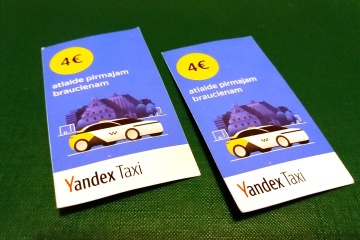 4€
atlaide pirmajam
braucienam
Yandex Taxi
4€
atlaide pirmajam
braucienam
Yandex Taxi